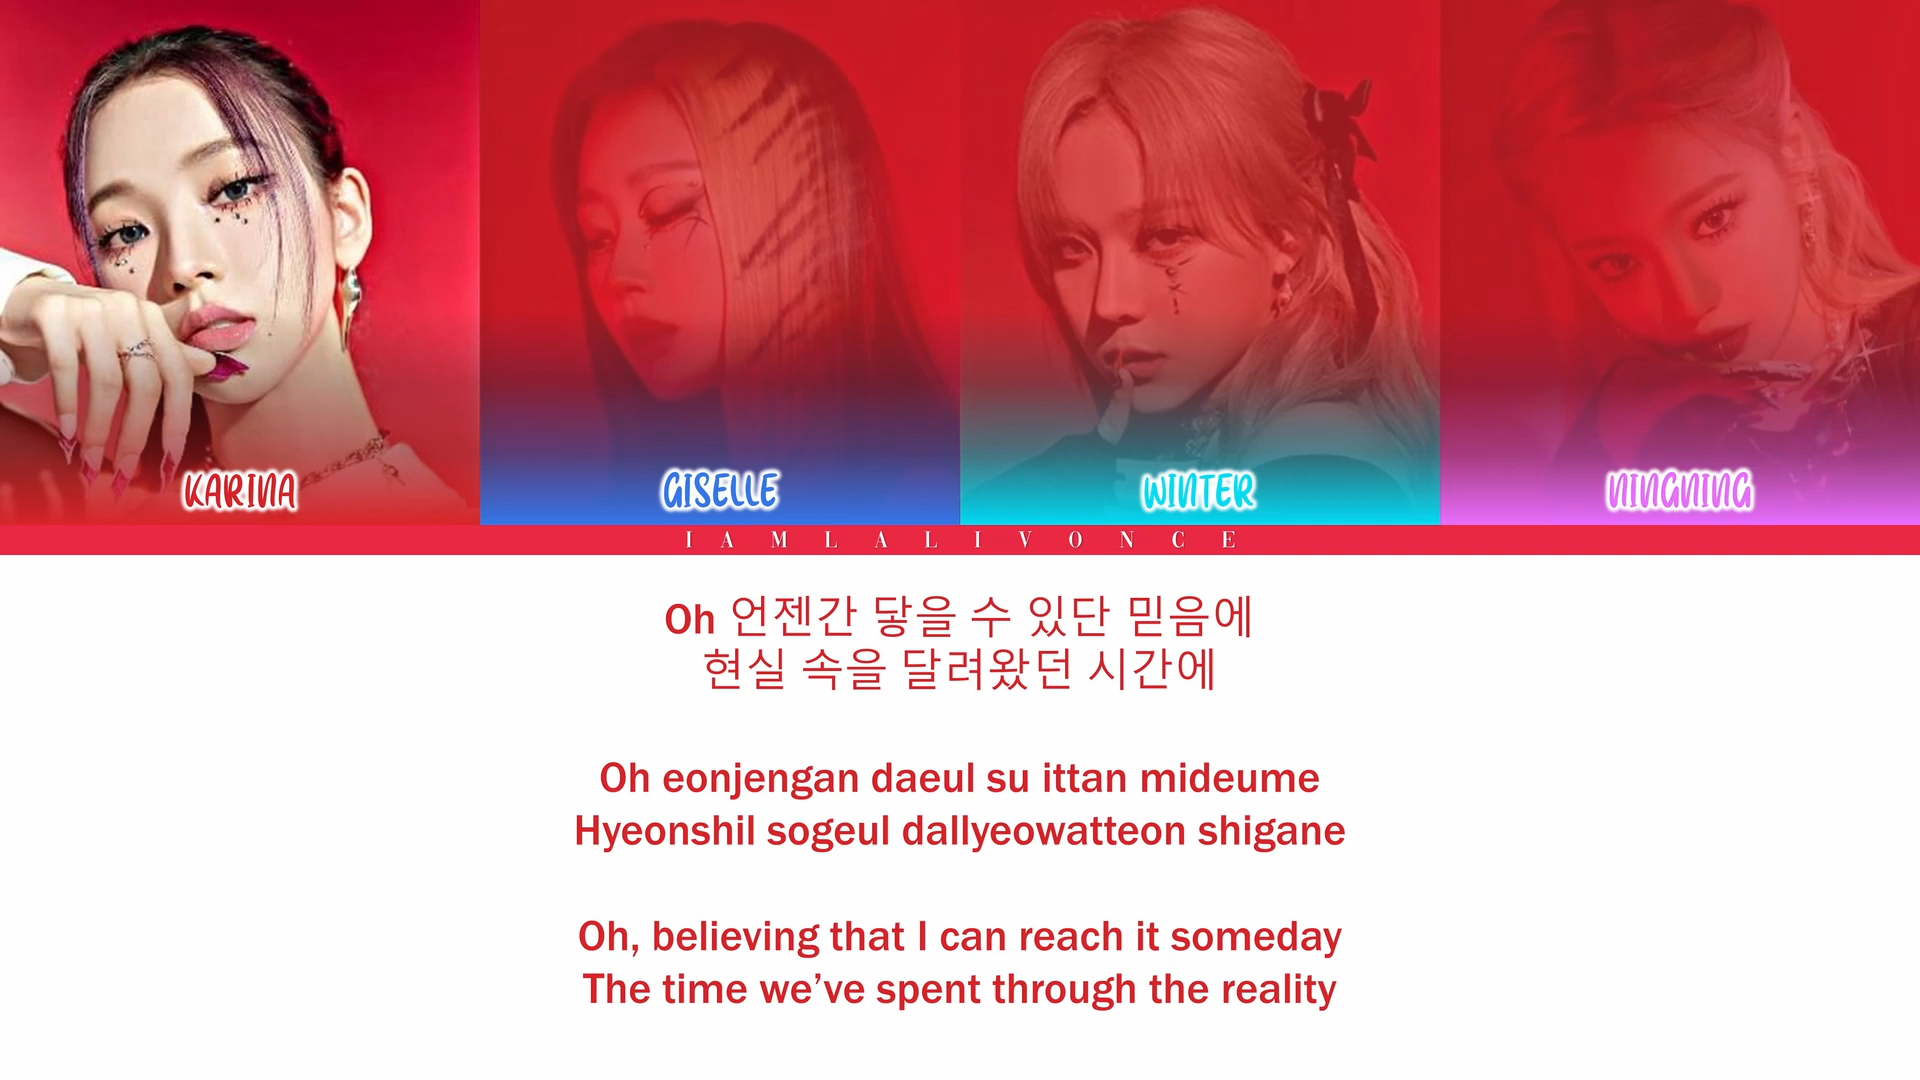 KARINA
GISELLE
WINTER
NINGNING
IAMLALIVONCE
Oh 언젠간 닿을 수 있단 믿음에
현실 속을 달려왔던 시간에
Oh eonjengan daeul su ittan mideume
Hyeonshil sogeul dallyeowatteon shigane
Oh, believing that I can reach it someday
The time we’ve spent through the reality